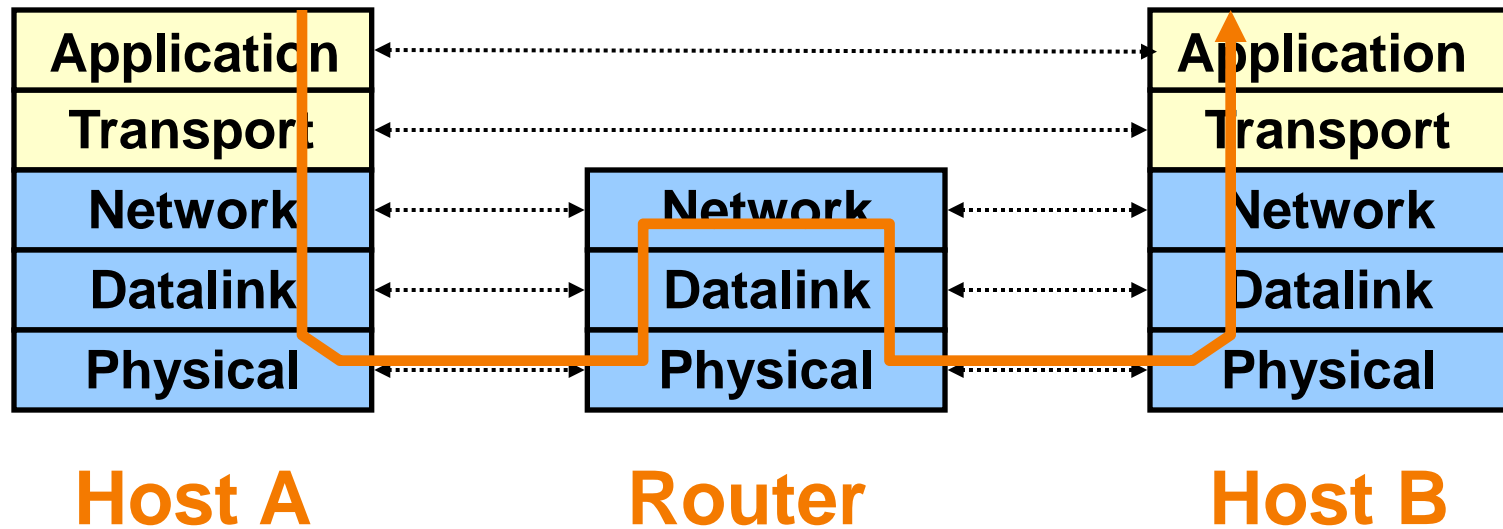 Application
Transport
Network
Datalink
Physical
Host A
Network
Datalink
Physical
Router
Application
Transport
Network
Datalink
Physical
Host B